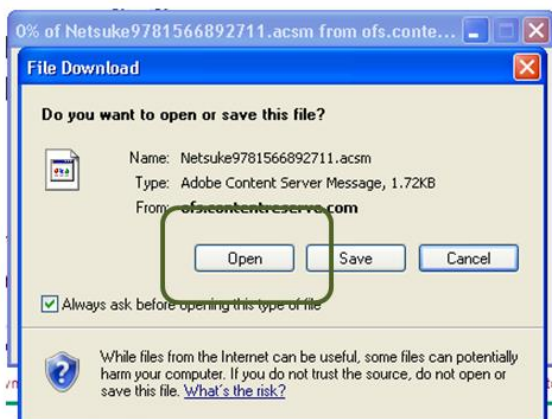 0% of Netsuke9781566892711.acsm from ofs.conte...
File Download
Do you want to open or save this file?
Name: Netsuke9781566892711.acsm
Type: Adobe Content Server Message, 1.72KB
From: ofs.contentreserve.com
Open Save Cancel
Always ask before opening this type of file
While files from the Internet can be useful, some files can potentially
harm your computer. If you do not trust the source, do not open or
save this file. What's the risk?